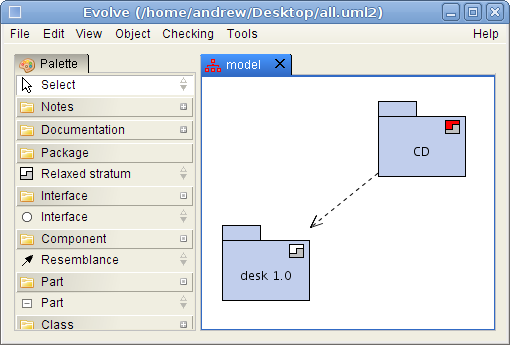 Evolve (/home/andrew/Desktop/all.uml2)
File Edit View Object Checking Tools Help
Palette
model
Select
Notes
Documentation
Package
Relaxed stratum
Interface
Interface
Component
Resemblance
Part
Part
Class
CD
desk 1.0